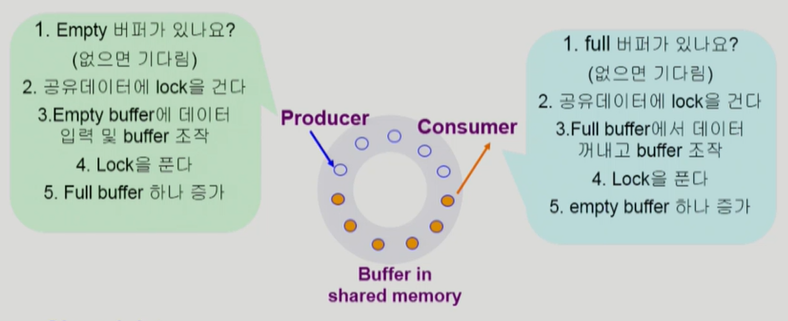 1. Empty 버퍼가 있나요?
(없으면 기다림)
2. 공유데이터에 lock을 건다
3.Empty buffer에 데이터
입력 및 buffer 조작
4. Lock을 푼다
5. Full buffer 하나 증가
Producer
Consumer
Buffer in
shared memory
1. full 버퍼가 있나요?
(없으면 기다림)
2. 공유데이터에 lock을 건다
3.Full buffer에서 데이터
꺼내고 buffer 조작
4. Lock을 푼다
5. empty buffer 하나 증가